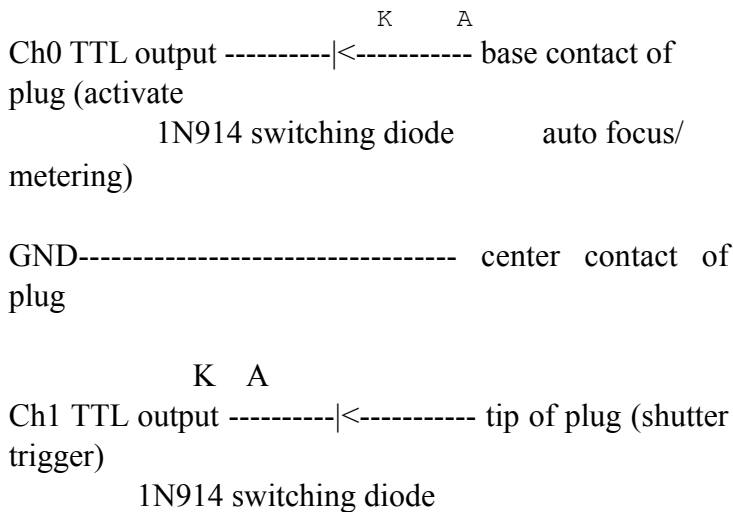 K A
Ch0 TTL output ----------|<----------- base contact of
plug (activate
1N914 switching diode auto focus/
metering)
GND----------------------------------- center contact of
plug
K A
Ch1 TTL output ----------|<----------- tip of plug (shutter
trigger)
1N914 switching diode